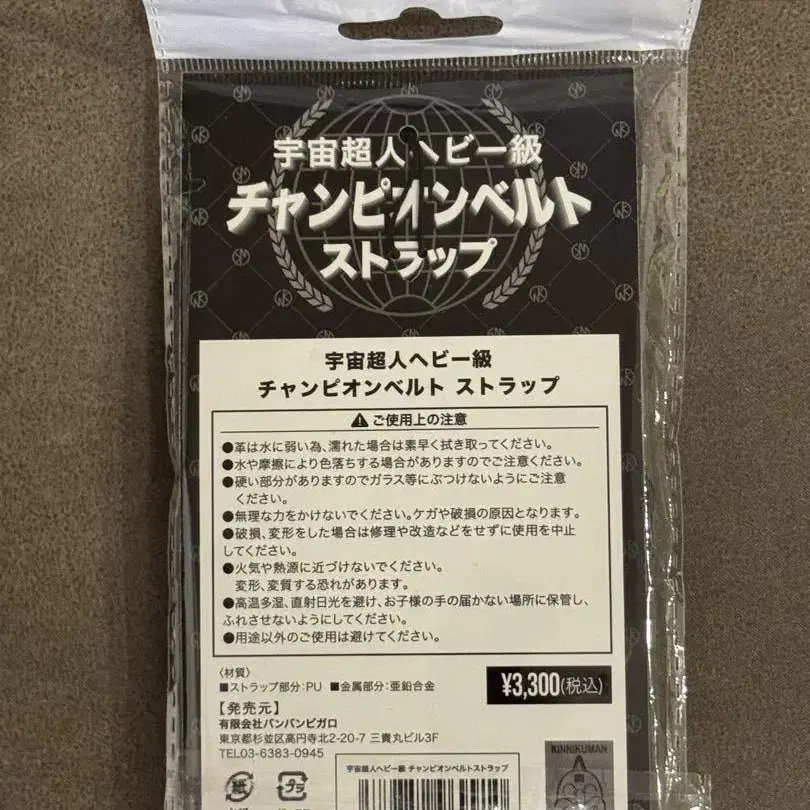 宇宙超人ヘビー級
チャンピオンベルト
ストラップ
宇宙超人ヘビー級
チャンピオンベルト ストラップ
ご使用上の注意
●革は水に弱い為、濡れた場合は素早く拭き取ってください。
●水や摩擦により色落ちする場合がありますのでご注意ください。
●硬い部分がありますのでガラス等にぶつけないようにご注意
ください。
●無理な力をかけないでください。ケガや破損の原因となります。
●破損、変形をした場合は修理や改造などをせずに使用を中止
してください。
●火気や熱源に近づけないでください。
変形、変質する恐れがあります。
●高温多湿、直射日光を避け、お子様の手の届かない場所に保管し、
ふれさせないようにしてください。
●用途以外のご使用は避けてください。
〈材質〉
■ストラップ部分:PU ■金属部分:亜鉛合金
¥3,300(税込)
【発売元】
有限会社バンバンビガロ
東京都杉並区高円寺北2-20-7 三貴丸ビル3F
TEL03-6383-0945
宇宙超人ヘビー級 チャンピオンベルトストラップ
KINNIKUMAN
肉
紙
プラ